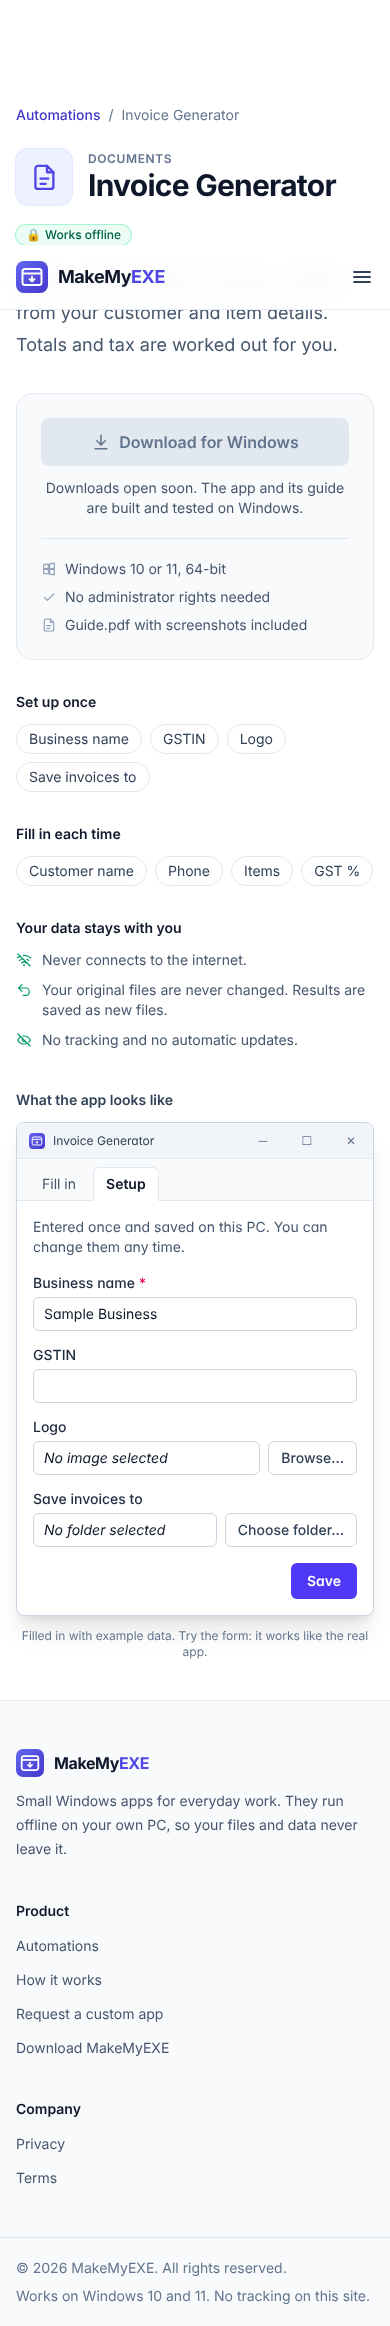 Automations / Invoice Generator
DOCUMENTS
Invoice Generator
🔒 Works offline
MakeMyEXE
from your customer and item details.
Totals and tax are worked out for you.
Download for Windows
Downloads open soon. The app and its guide
are built and tested on Windows.
Windows 10 or 11, 64-bit
No administrator rights needed
Guide.pdf with screenshots included
Set up once
Business name GSTIN Logo
Save invoices to
Fill in each time
Customer name Phone Items GST %
Your data stays with you
Never connects to the internet.
Your original files are never changed. Results are
saved as new files.
No tracking and no automatic updates.
What the app looks like
Invoice Generator
Fill in Setup
Entered once and saved on this PC. You can
change them any time.
Business name *
Sample Business
GSTIN
Logo
No image selected Browse...
Save invoices to
No folder selected Choose folder...
Save
Filled in with example data. Try the form: it works like the real
app.
MakeMyEXE
Small Windows apps for everyday work. They run
offline on your own PC, so your files and data never
leave it.
Product
Automations
How it works
Request a custom app
Download MakeMyEXE
Company
Privacy
Terms
© 2026 MakeMyEXE. All rights reserved.
Works on Windows 10 and 11. No tracking on this site.